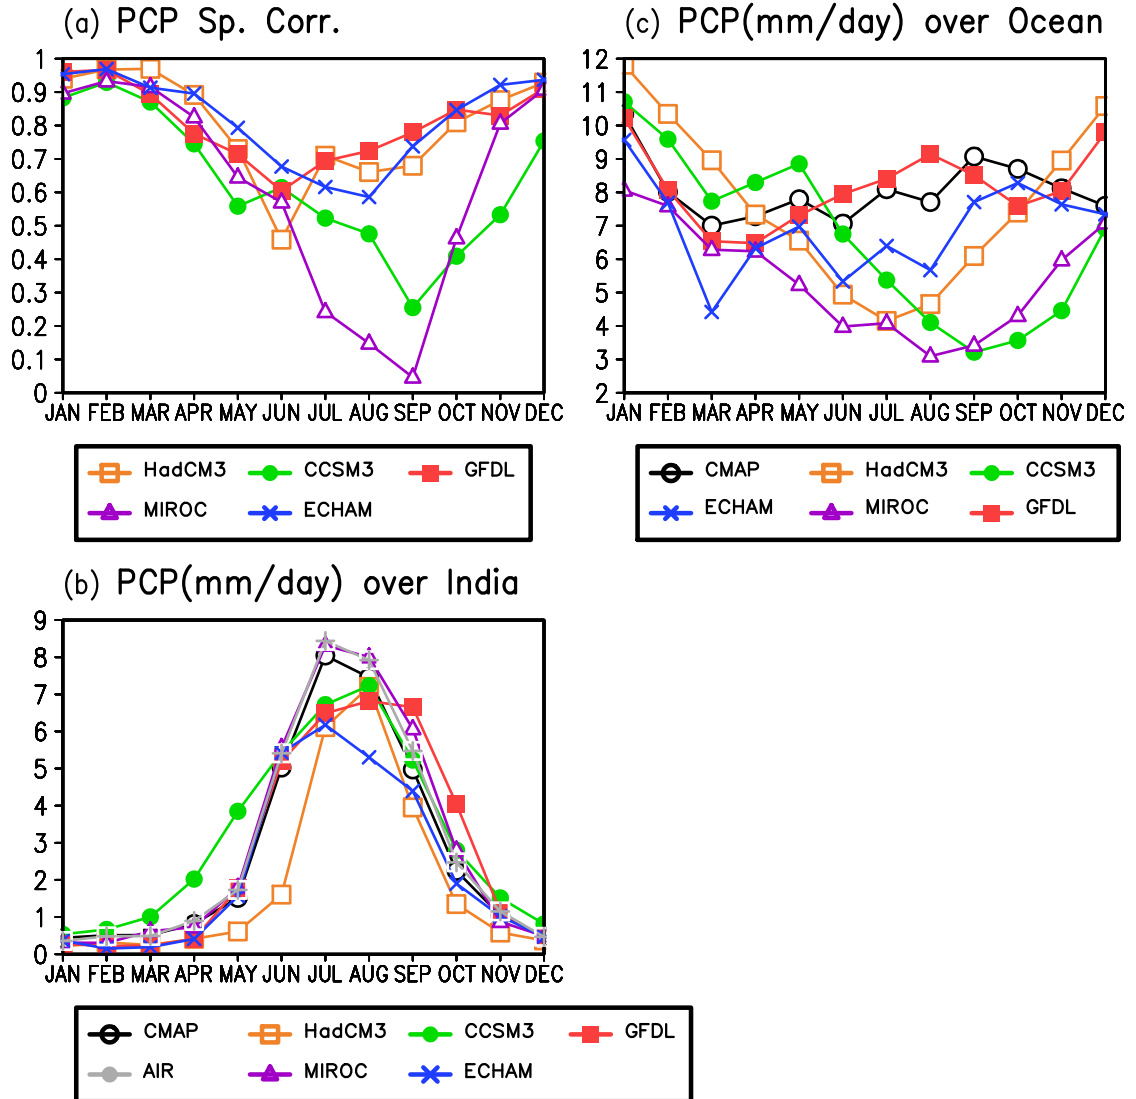 (a) PCP Sp. Corr.
1
0.9
0.8
0.7
0.6
0.5
0.4
0.3
0.2
0.1
0
JAN FEB MAR APR MAY JUN JUL AUG SEP OCT NOV DEC
HadCM3 CCSM3 GFDL
MIROC ECHAM
(c) PCP(mm/day) over Ocean
12
11
10
9
8
7
6
5
4
3
2
JAN FEB MAR APR MAY JUN JUL AUG SEP OCT NOV DEC
CMAP HadCM3 CCSM3
ECHAM MIROC GFDL
(b) PCP(mm/day) over India
9
8
7
6
5
4
3
2
1
0
JAN FEB MAR APR MAY JUN JUL AUG SEP OCT NOV DEC
CMAP HadCM3 CCSM3 GFDL
AIR MIROC ECHAM